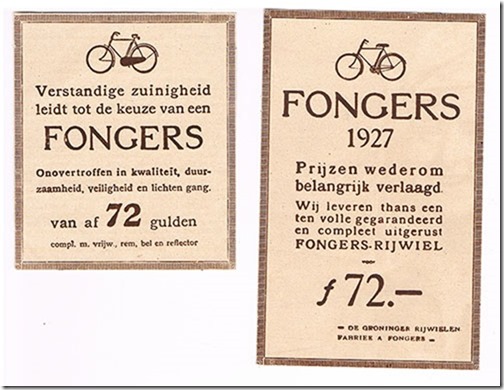 Verstandige zuinigheid
leidt tot de keuze van een
FONGERS
Onovertroffen in kwaliteit, duur-
zaamheid, veiligheid en lichten gang.
van af 72 gulden
compl. m. vrijw., rem, bel en reflector
FONGERS
1927
Prijzen wederom
belangrijk verlaagd.
Wij leveren thans een
ten volle gegarandeerd
en compleet uitgerust
FONGERS-RIJWIEL
f 72.—
— DE GRONINGER RIJWIELEN
FABRIEK A FONGERS —